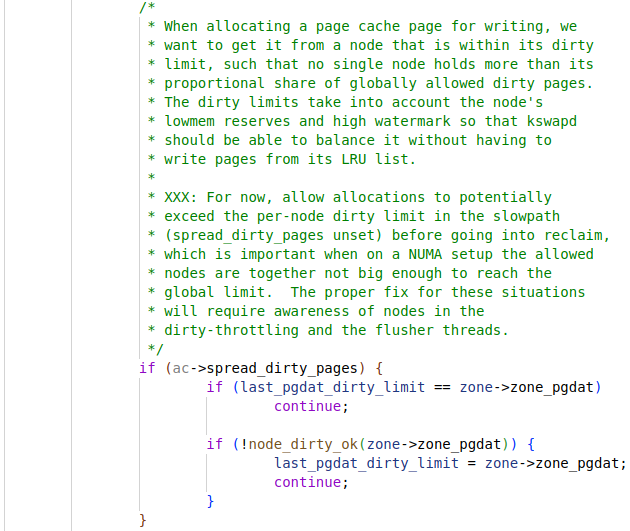 /*
* When allocating a page cache page for writing, we
* want to get it from a node that is within its dirty
* limit, such that no single node holds more than its
* proportional share of globally allowed dirty pages.
* The dirty limits take into account the node's
* lowmem reserves and high watermark so that kswapd
* should be able to balance it without having to
* write pages from its LRU list.
*
* XXX: For now, allow allocations to potentially
* exceed the per-node dirty limit in the slowpath
* (spread_dirty_pages unset) before going into reclaim,
* which is important when on a NUMA setup the allowed
* nodes are together not big enough to reach the
* global limit.  The proper fix for these situations
* will require awareness of nodes in the
* dirty-throttling and the flusher threads.
*/
if (ac->spread_dirty_pages) {
if (last_pgdat_dirty_limit == zone->zone_pgdat)
continue;
if (!node_dirty_ok(zone->zone_pgdat)) {
last_pgdat_dirty_limit = zone->zone_pgdat;
continue;
}
}